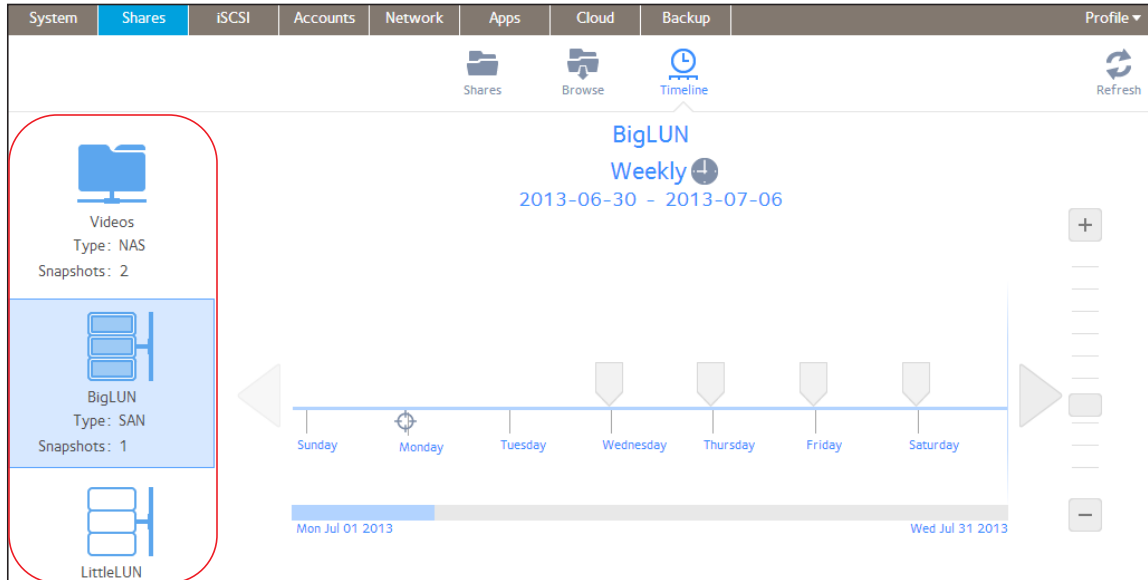 System Shares iSCSI Accounts Network Apps Cloud Backup Profile
Shares Browse Timeline Refresh
Videos
Type: NAS
Snapshots: 2
BigLUN
Type: SAN
Snapshots: 1
LittleLUN
BigLUN
Weekly
2013-06-30 - 2013-07-06
+
Sunday Monday Tuesday Wednesday Thursday Friday Saturday
Mon Jul 01 2013 Wed Jul 31 2013
−